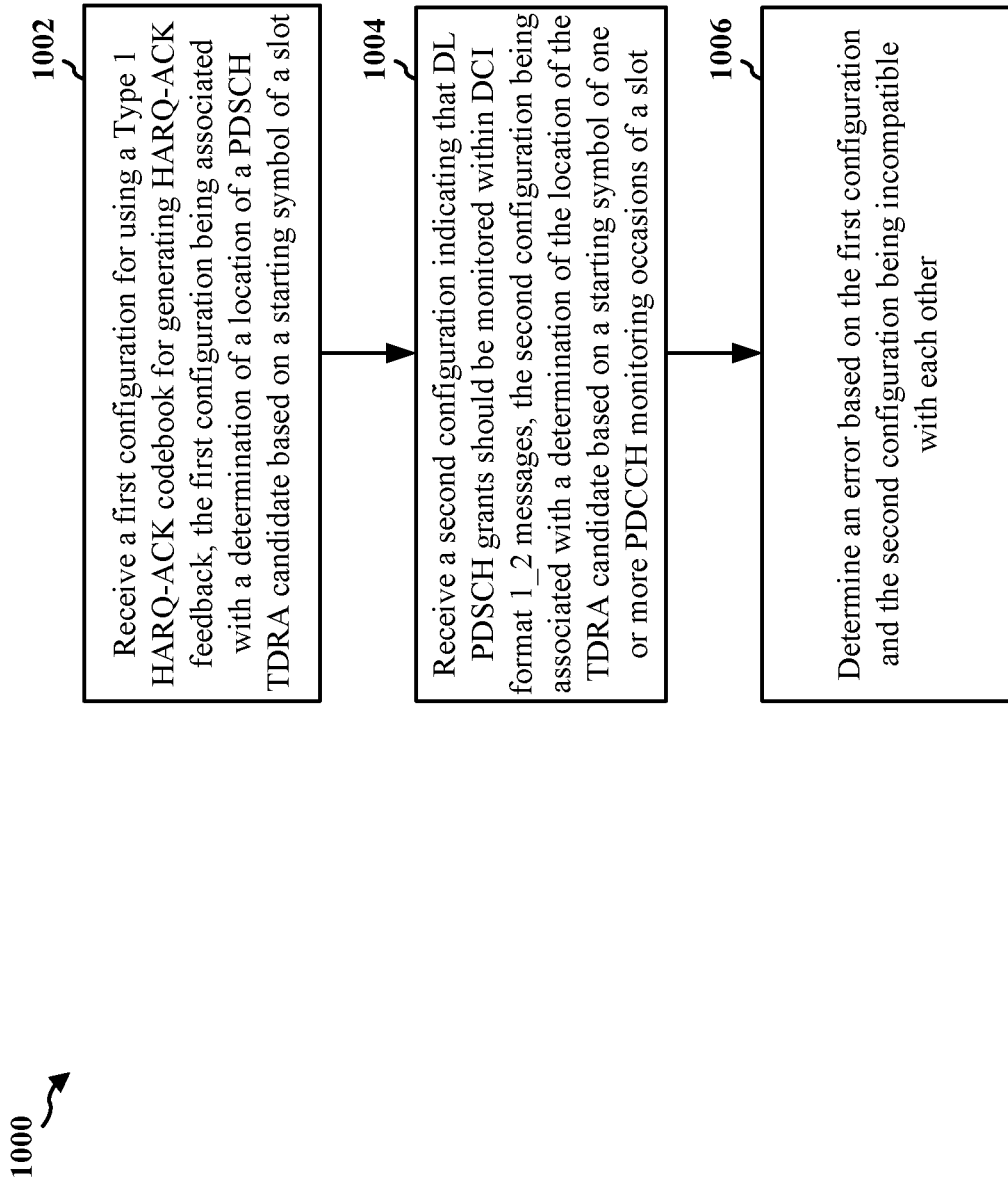 1000
1002
Receive a first configuration for using a Type 1
HARQ-ACK codebook for generating HARQ-ACK
feedback, the first configuration being associated
with a determination of a location of a PDSCH
TDRA candidate based on a starting symbol of a slot
1004
Receive a second configuration indicating that DL
PDSCH grants should be monitored within DCI
format 1_2 messages, the second configuration being
associated with a determination of the location of the
TDRA candidate based on a starting symbol of one
or more PDCCH monitoring occasions of a slot
1006
Determine an error based on the first configuration
and the second configuration being incompatible
with each other